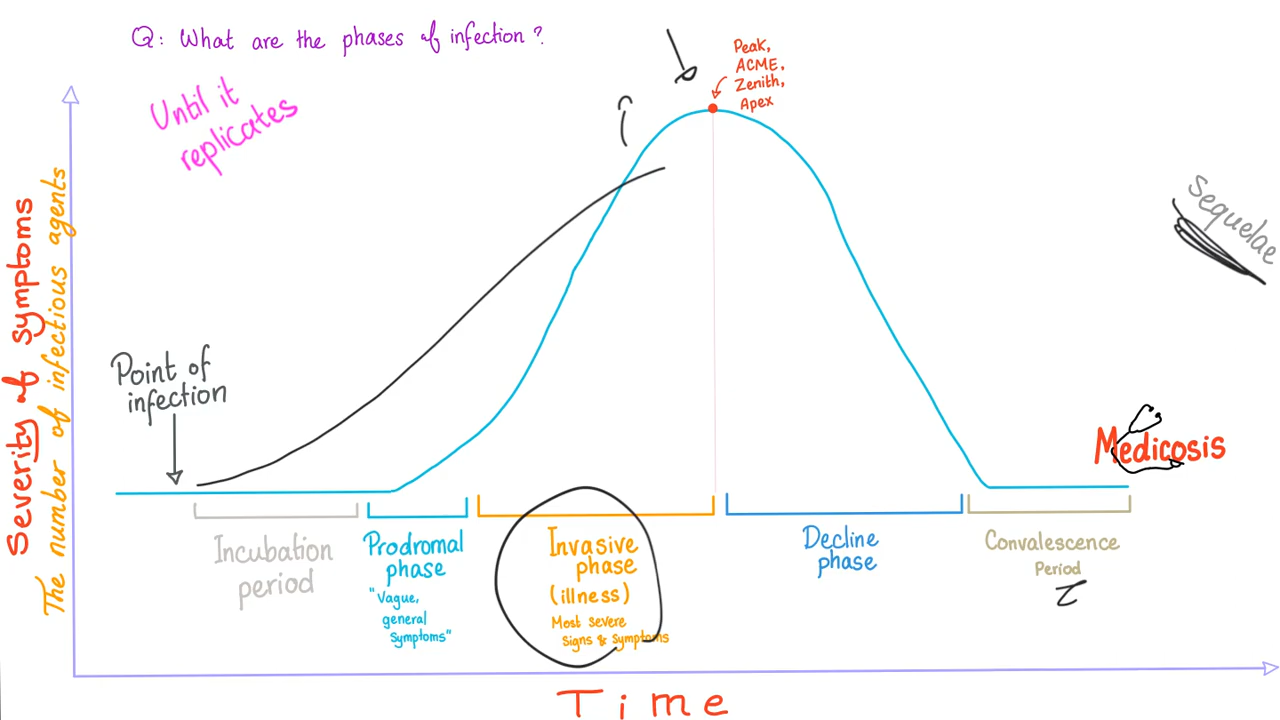 Q: What are the phases of infection?
Until it
replicates
Peak,
ACME,
Zenith,
Apex
Sequelae
Severity of symptoms
The number of infectious agents
Point of
infection
Medicosis
Incubation
period
Prodromal
phase
"Vague,
general
symptoms"
Invasive
phase
(illness)
Most severe
signs & symptoms
Decline
phase
Convalescence
Period
Time